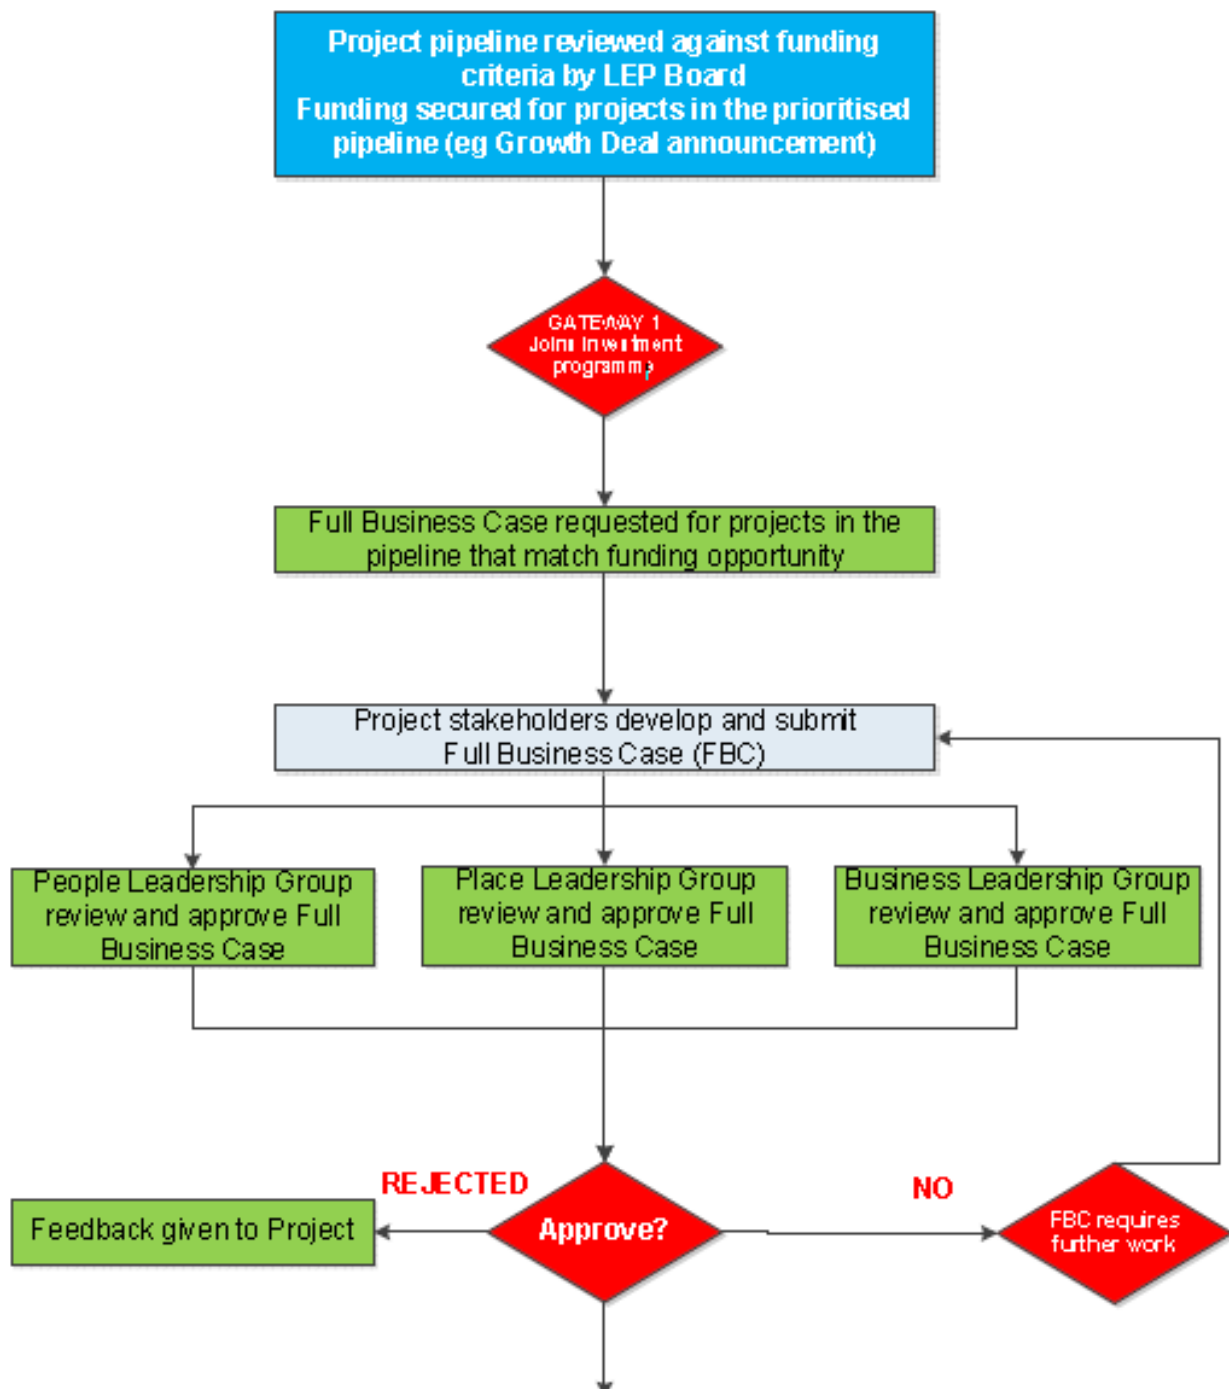 Project pipeline reviewed against funding
criteria by LEP Board
Funding secured for projects in the prioritised
pipeline (eg Growth Deal announcement)
GATEWAY 1
Joint investment
programme
Full Business Case requested for projects in the
pipeline that match funding opportunity
Project stakeholders develop and submit
Full Business Case (FBC)
People Leadership Group
review and approve Full
Business Case
Place Leadership Group
review and approve Full
Business Case
Business Leadership Group
review and approve Full
Business Case
REJECTED
NO
Feedback given to Project
Approve?
FBC requires
further work